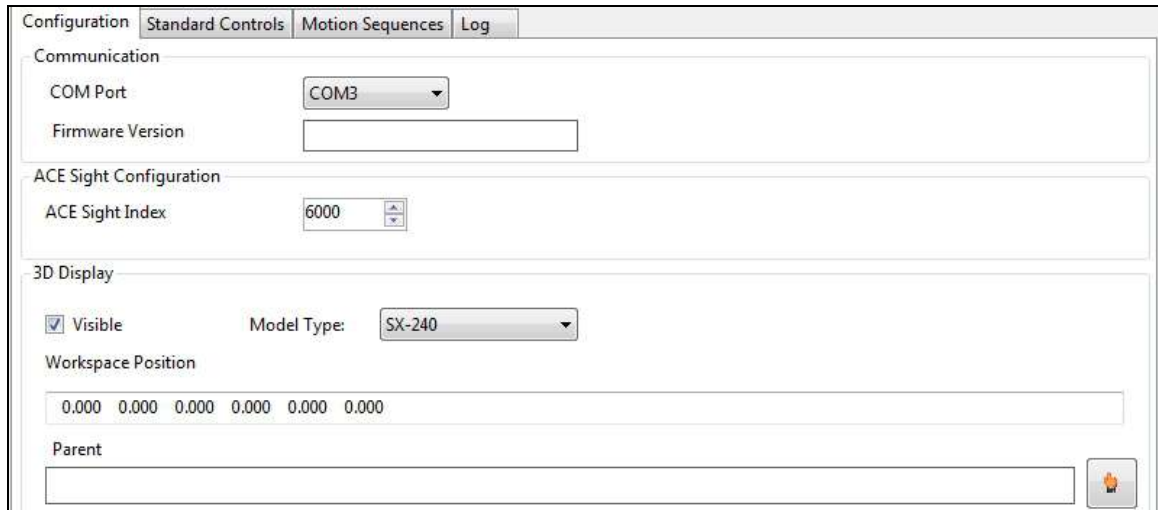 Configuration Standard Controls Motion Sequences Log
Communication
COM Port COM3
Firmware Version
ACE Sight Configuration
ACE Sight Index 6000
3D Display
Visible Model Type: SX-240
Workspace Position
0.000 0.000 0.000 0.000 0.000 0.000
Parent